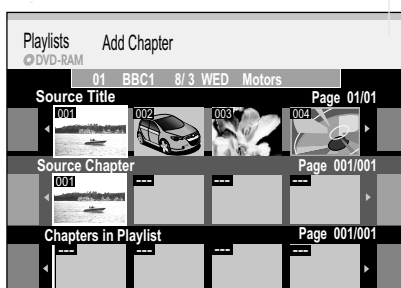 Playlists Add Chapter
DVD-RAM
01 BBC1 8/ 3 WED Motors
Source Title Page 01/01
001 002 003 004
Source Chapter Page 001/001
001 --- --- ---
Chapters in Playlist Page 001/001
--- --- --- ---